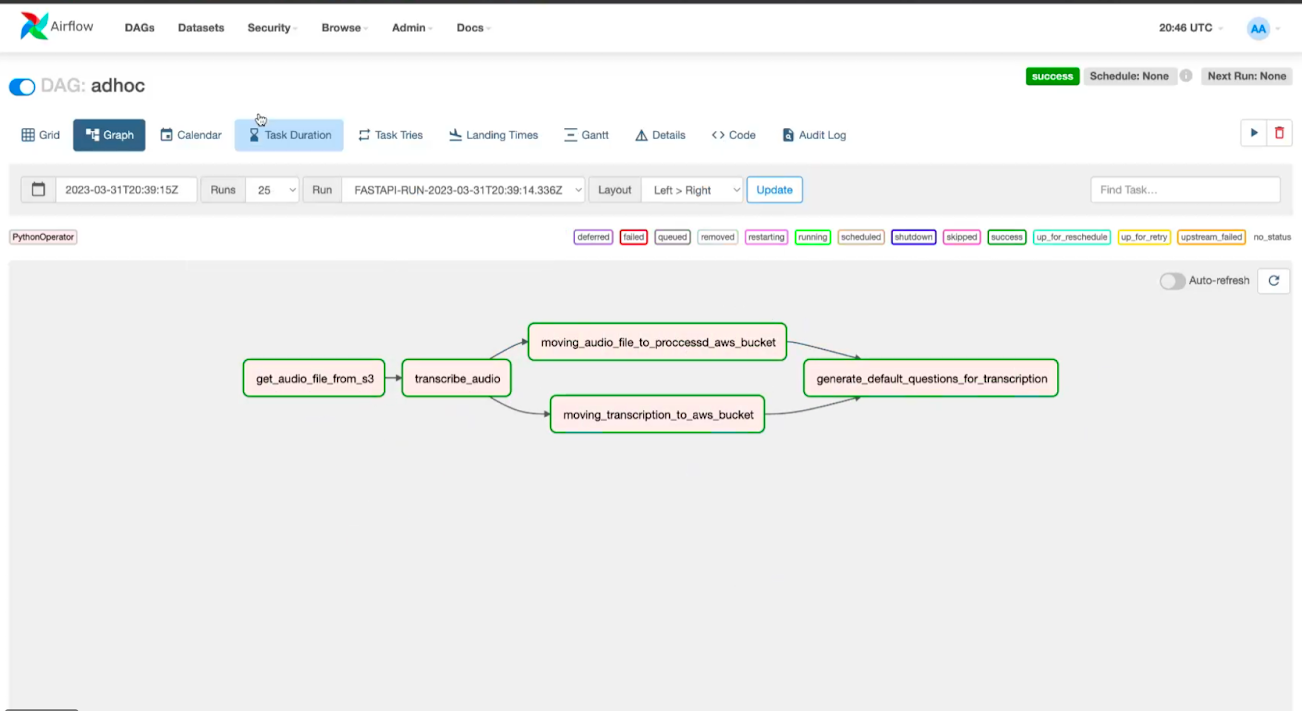 Airflow DAGs Datasets Security Browse Admin Docs 20:46 UTC AA
DAG: adhoc success Schedule: None Next Run: None
Grid Graph Calendar Task Duration Task Tries Landing Times Gantt Details Code Audit Log
2023-03-31T20:39:15Z Runs 25 Run FASTAPI-RUN-2023-03-31T20:39:14.336Z Layout Left > Right Update Find Task...
PythonOperator deferred failed queued removed restarting running scheduled shutdown skipped success up_for_reschedule up_for_retry upstream_failed no_status
Auto-refresh
moving_audio_file_to_proccessd_aws_bucket
get_audio_file_from_s3 transcribe_audio generate_default_questions_for_transcription
moving_transcription_to_aws_bucket